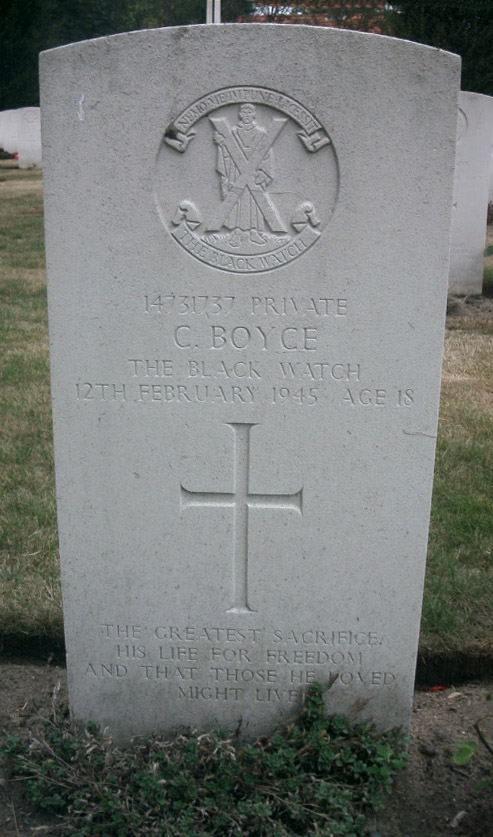 NEMO ME IMPUNE LACESSIT
THE BLACK WATCH
14731737 PRIVATE
C. BOYCE
THE BLACK WATCH
12TH FEBRUARY 1945 AGE 18
THE GREATEST SACRIFICE,
HIS LIFE FOR FREEDOM
AND THAT THOSE HE LOVED
MIGHT LIVE